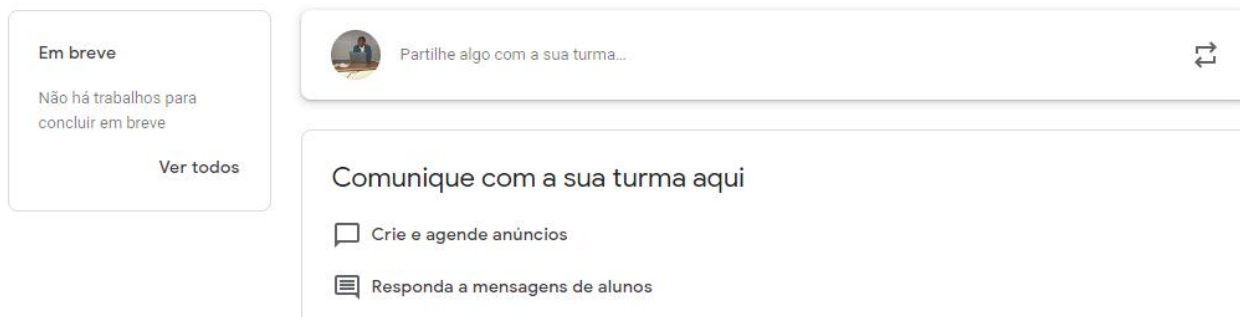 Em breve
Não há trabalhos para
concluir em breve
Ver todos
Partilhe algo com a sua turma...
Comunique com a sua turma aqui
Crie e agende anúncios
Responda a mensagens de alunos